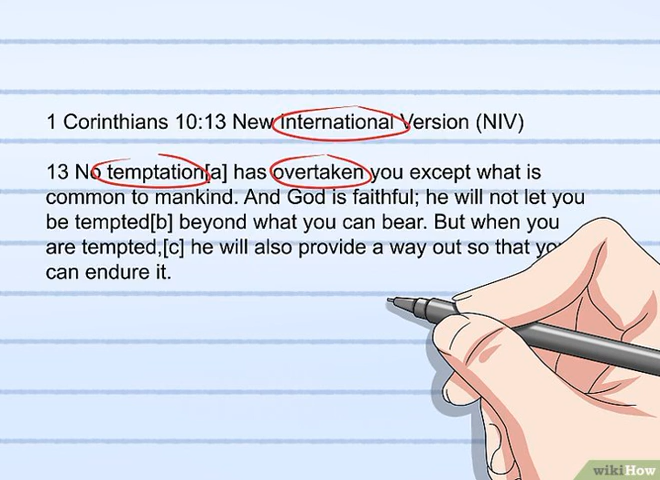 1 Corinthians 10:13 New International Version (NIV)
13 No temptation[a] has overtaken you except what is
common to mankind. And God is faithful; he will not let you
be tempted[b] beyond what you can bear. But when you
are tempted,[c] he will also provide a way out so that you
can endure it.
wikiHow